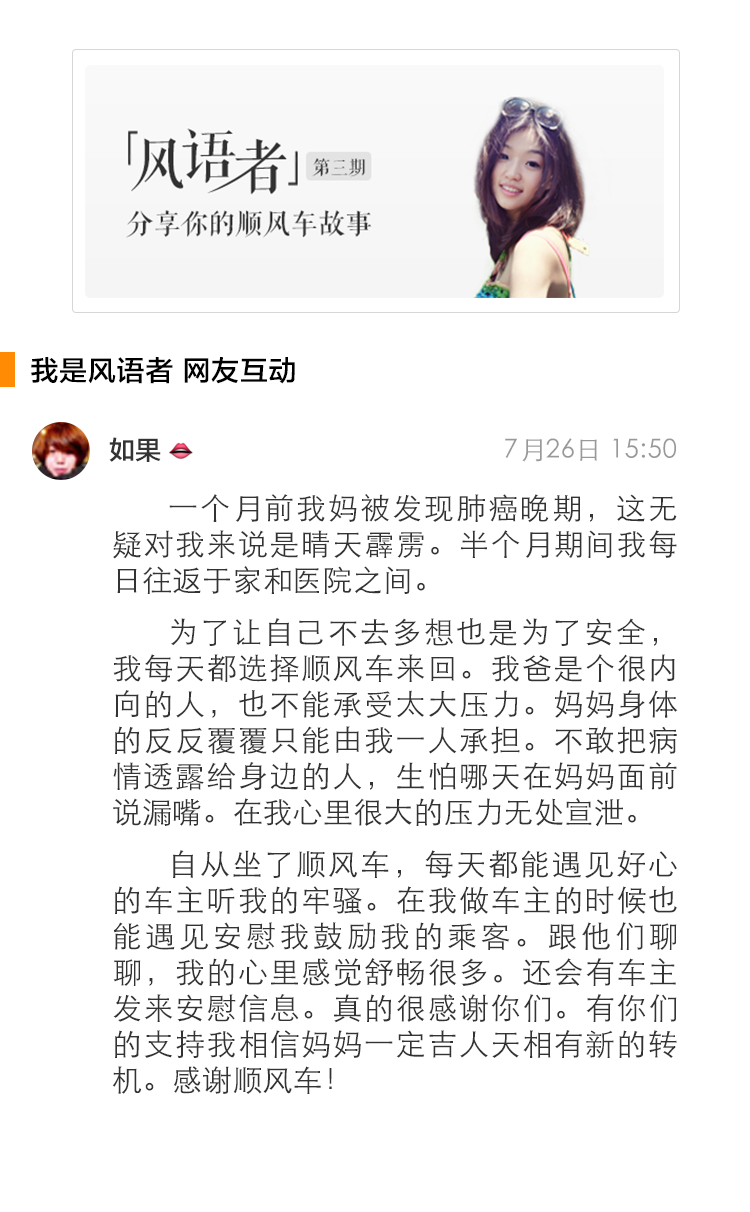 「风语者」第三期
分享你的顺风车故事
我是风语者 网友互动
如果 7月26日 15:50
一个月前我妈被发现肺癌晚期，这无
疑对我来说是晴天霹雳。半个月期间我每
日往返于家和医院之间。
为了让自己不去多想也是为了安全，
我每天都选择顺风车来回。我爸是个很内
向的人，也不能承受太大压力。妈妈身体
的反反覆覆只能由我一人承担。不敢把病
情透露给身边的人，生怕哪天在妈妈面前
说漏嘴。在我心里很大的压力无处宣泄。
自从坐了顺风车，每天都能遇见好心
的车主听我的牢骚。在我做车主的时候也
能遇见安慰我鼓励我的乘客。跟他们聊
聊，我的心里感觉舒畅很多。还会有车主
发来安慰信息。真的很感谢你们。有你们
的支持我相信妈妈一定吉人天相有新的转
机。感谢顺风车！